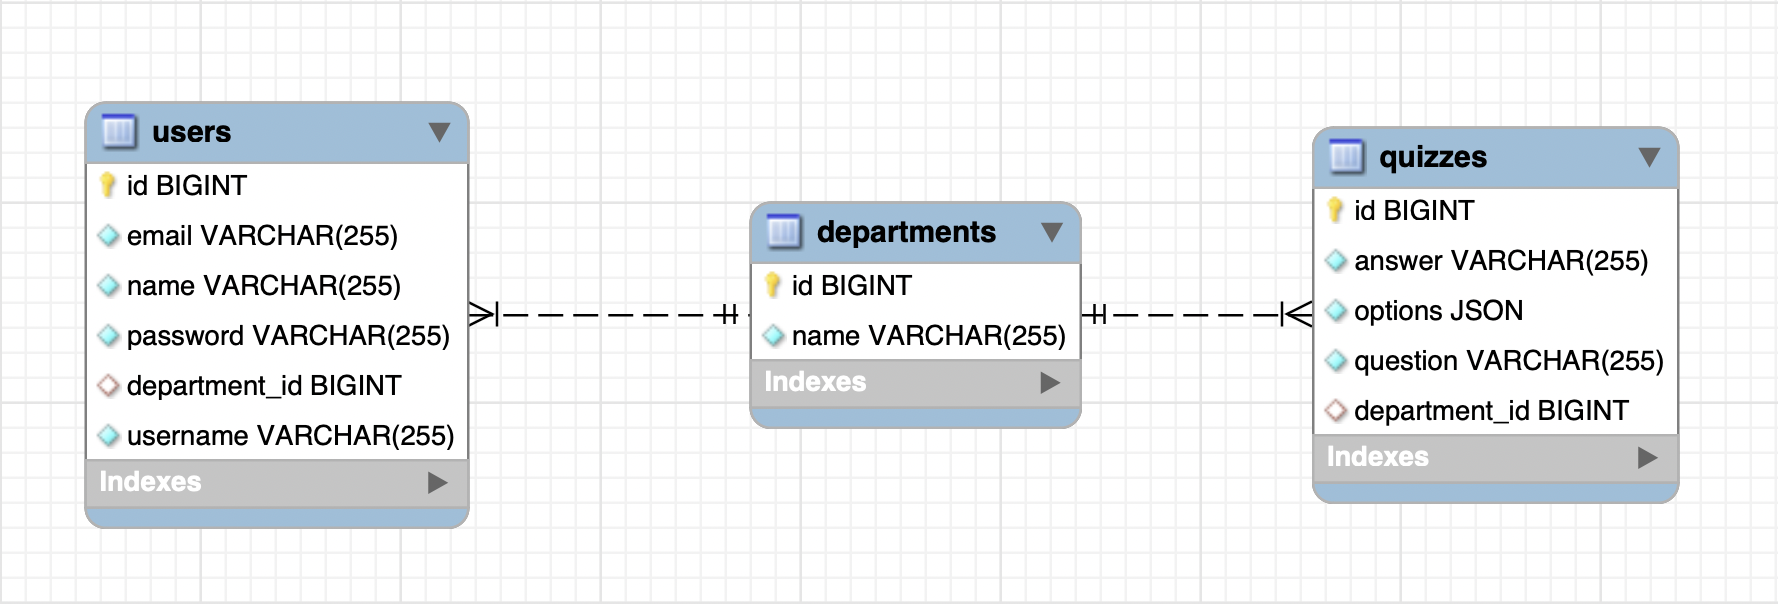 users
id BIGINT
email VARCHAR(255)
name VARCHAR(255)
password VARCHAR(255)
department_id BIGINT
username VARCHAR(255)
Indexes
departments
id BIGINT
name VARCHAR(255)
Indexes
quizzes
id BIGINT
answer VARCHAR(255)
options JSON
question VARCHAR(255)
department_id BIGINT
Indexes